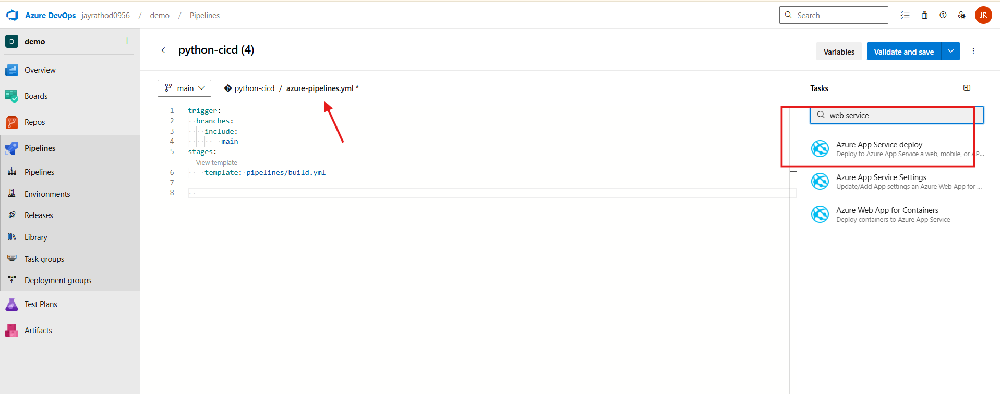 Azure DevOps jayrathod0956 / demo / Pipelines
Search
JR
D demo +
Overview
Boards
Repos
Pipelines
Pipelines
Environments
Releases
Library
Task groups
Deployment groups
Test Plans
Artifacts
python-cicd (4)
Variables
Validate and save
main
python-cicd / azure-pipelines.yml *
1 trigger:
2 branches:
3 include:
4 - main
5 stages:
View template
6 - template: pipelines/build.yml
7
8
Tasks
web service
Azure App Service deploy
Deploy to Azure App Service a web, mobile, or AP...
Azure App Service Settings
Update/Add App settings an Azure Web App for ...
Azure Web App for Containers
Deploy containers to Azure App Service